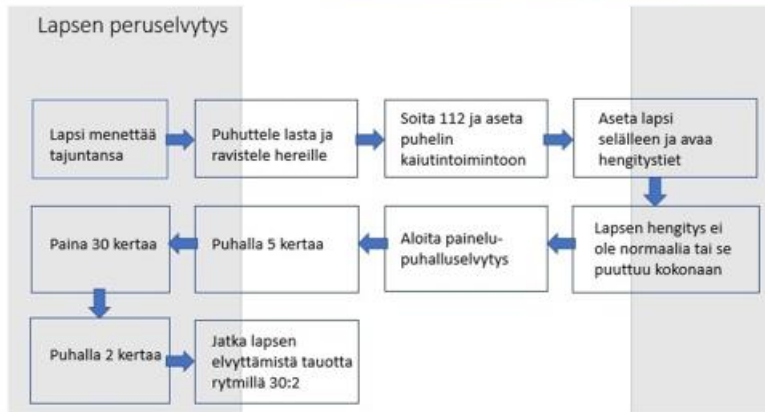 Lapsen peruselvytys
Lapsi menettää
tajuntansa
Puhuttele lasta ja
ravistele hereille
Soita 112 ja aseta
puhelin
kaiutintoimintoon
Aseta lapsi
selälleen ja avaa
hengitystiet
Lapsen hengitys ei
ole normaalia tai se
puuttuu kokonaan
Aloita painelu-
puhalluselvytys
Puhalla 5 kertaa
Paina 30 kertaa
Puhalla 2 kertaa
Jatka lapsen
elvyttämistä tauotta
rytmillä 30:2